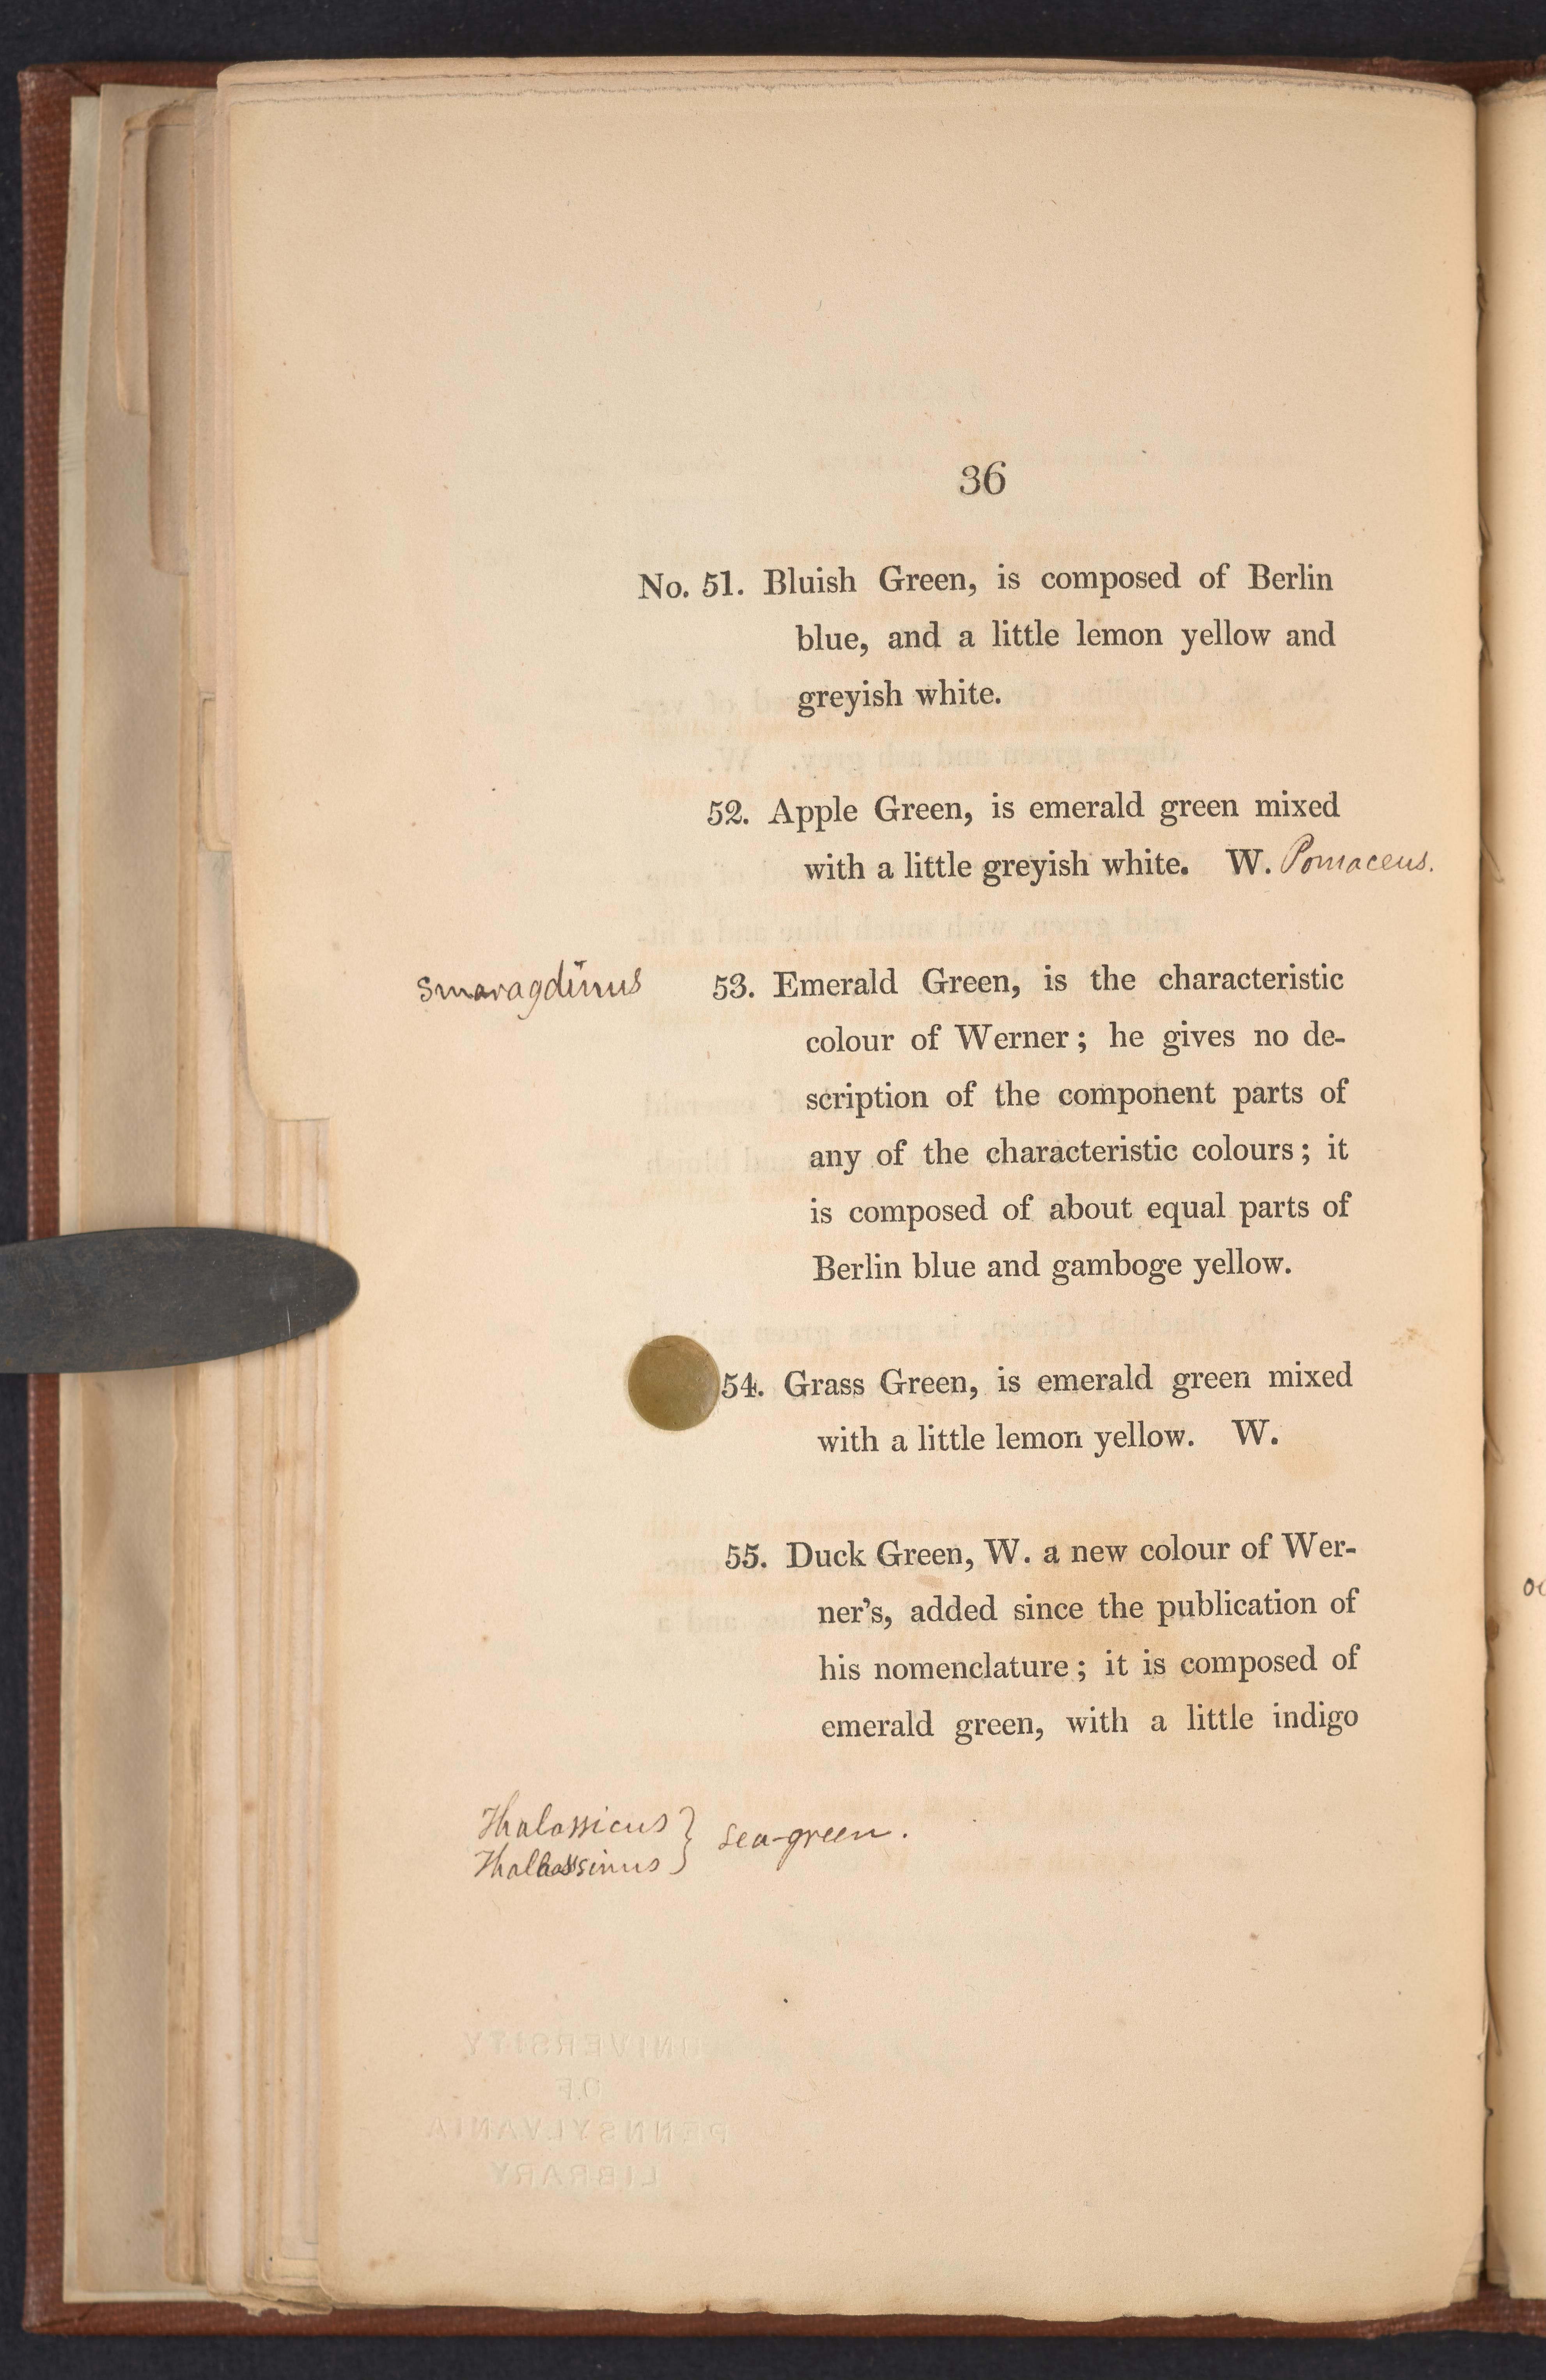 36
No. 51. Bluish Green, is composed of Berlin
blue, and a little lemon yellow and
greyish white.
52. Apple Green, is emerald green mixed
with a little greyish white. W. Pomaceus.
smaragdinus
53. Emerald Green, is the characteristic
colour of Werner; he gives no de-
scription of the component parts of
any of the characteristic colours; it
is composed of about equal parts of
Berlin blue and gamboge yellow.
54. Grass Green, is emerald green mixed
with a little lemon yellow. W.
55. Duck Green, W. a new colour of Wer-
ner's, added since the publication of
his nomenclature; it is composed of
emerald green, with a little indigo
Thalassicus } sea-green.
Thalassinus
UNIVERSITY
OF
PENNSYLVANIA
LIBRARY